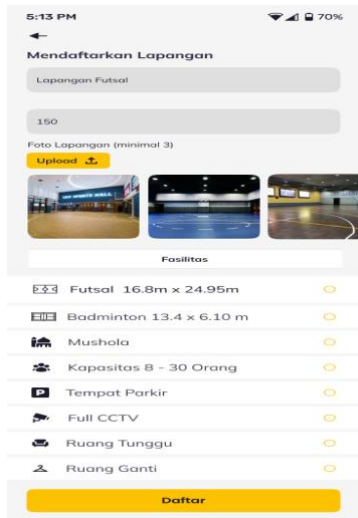 5:13 PM
70%
Mendaftarkan Lapangan
Lapangan Futsal
150
Foto Lapangan (minimal 3)
Upload
Fasilitas
Futsal 16.8m x 24.95m
Badminton 13.4 x 6.10 m
Mushola
Kapasitas 8 - 30 Orang
P Tempat Parkir
Full CCTV
Ruang Tunggu
Ruang Ganti
Daftar